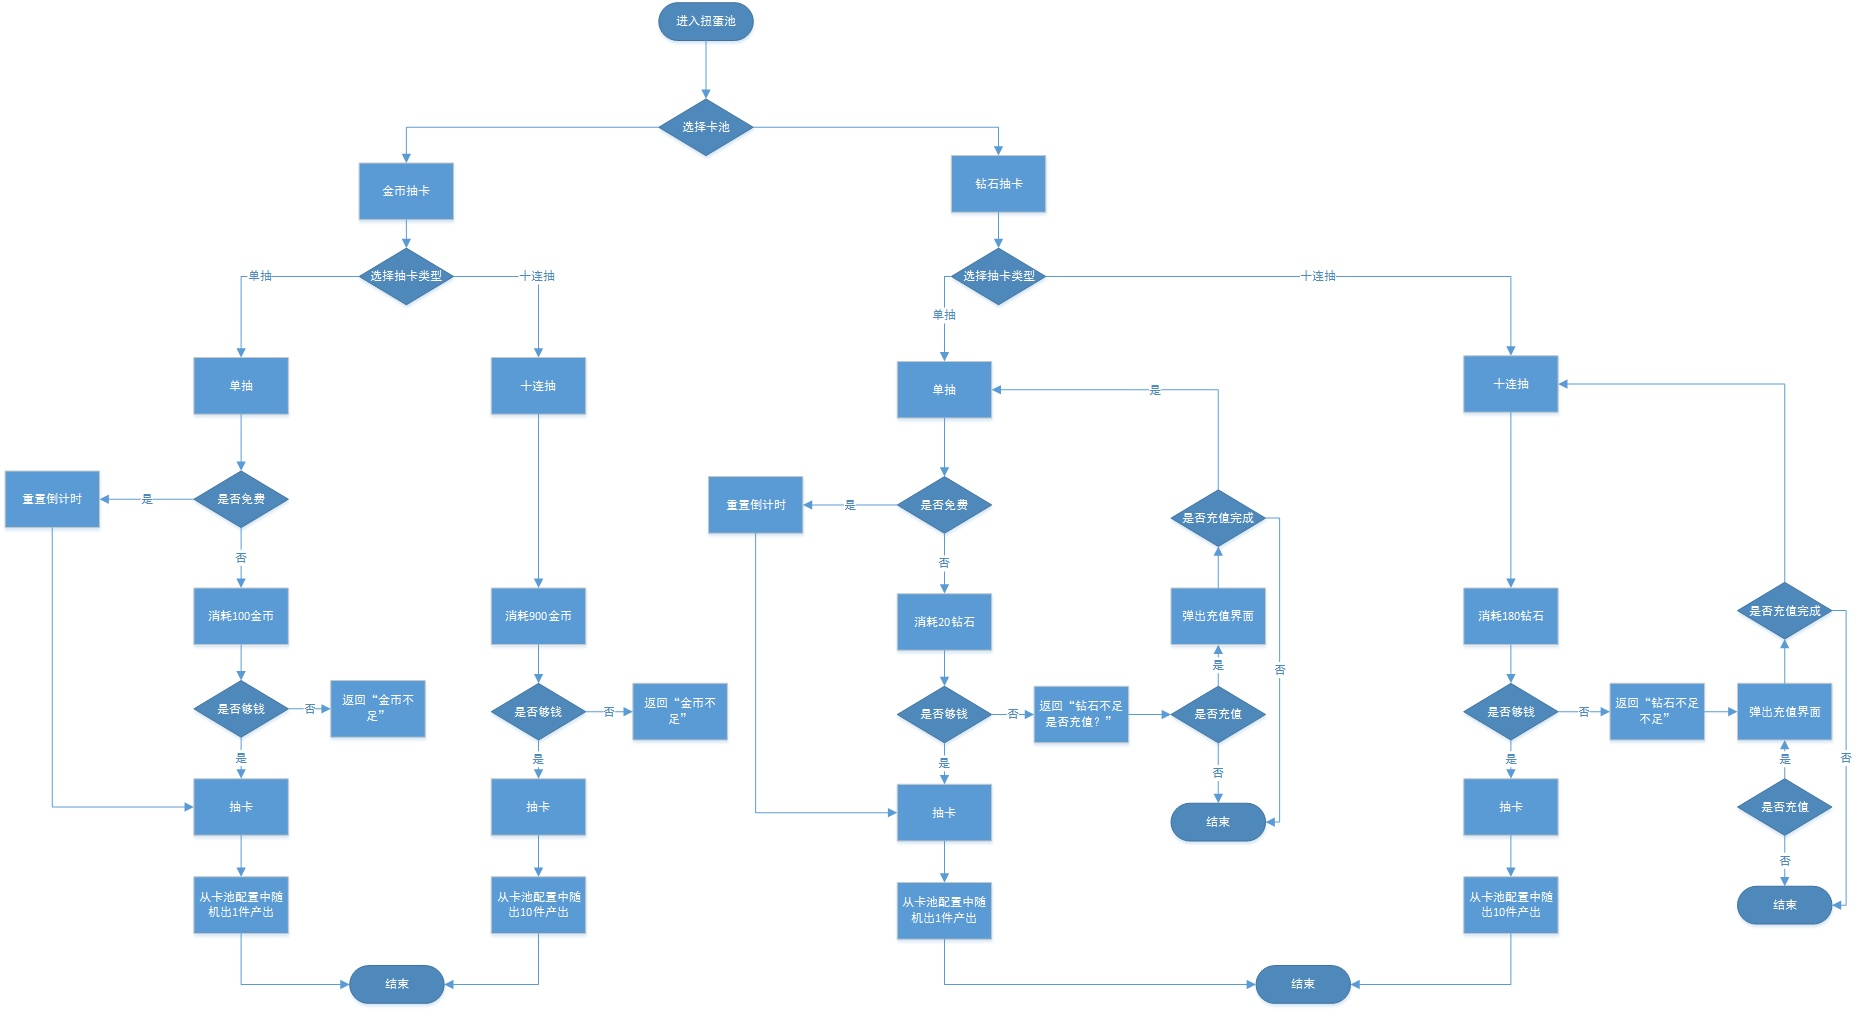 进入扭蛋池
选择卡池
金币抽卡
钻石抽卡
选择抽卡类型
单抽
十连抽
选择抽卡类型
单抽
十连抽
单抽
十连抽
单抽
是
十连抽
重置倒计时
是
是否免费
否
重置倒计时
是
是否免费
否
是否充值完成
消耗100金币
消耗900金币
消耗20钻石
弹出充值界面
是
否
消耗180钻石
是否充值完成
是否够钱
否
返回“金币不
足”
是
是否够钱
否
返回“金币不
足”
是
是否够钱
否
返回“钻石不足
是否充值？”
是否充值
是
否
是否够钱
否
返回“钻石不足
不足”
弹出充值界面
是
是
否
抽卡
抽卡
抽卡
结束
抽卡
是否充值
否
从卡池配置中随
机出1件产出
从卡池配置中随
出10件产出
从卡池配置中随
机出1件产出
从卡池配置中随
出10件产出
结束
结束
结束